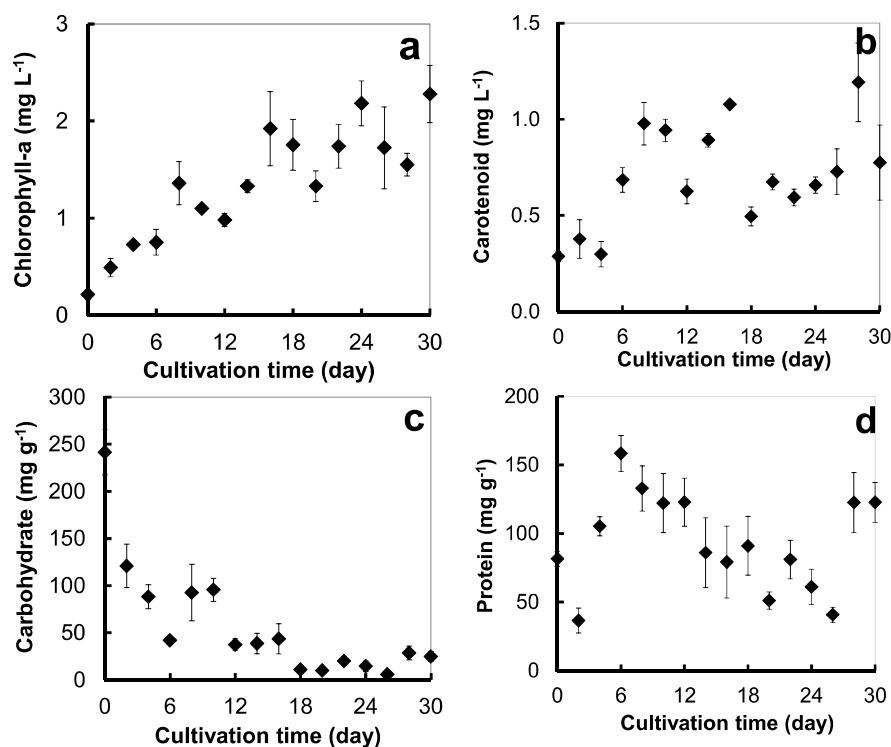 a
Chlorophyll-a (mg L⁻¹)
3
2
1
0
0 6 12 18 24 30
Cultivation time (day)
b
Carotenoid (mg L⁻¹)
1.5
1.0
0.5
0.0
0 6 12 18 24 30
Cultivation time (day)
c
Carbohydrate (mg g⁻¹)
300
250
200
150
100
50
0
0 6 12 18 24 30
Cultivation time (day)
d
Protein (mg g⁻¹)
200
150
100
50
0
0 6 12 18 24 30
Cultivation time (day)